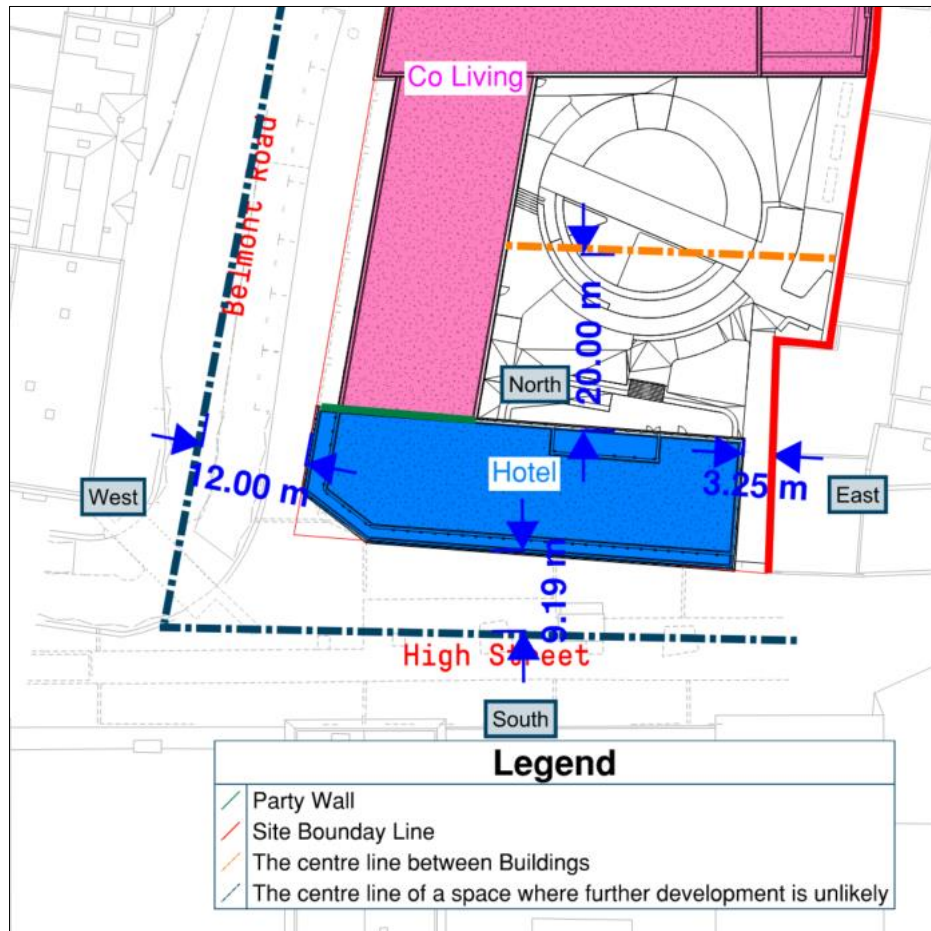 Co Living
Belmont Road
20.00 m
North
12.00 m
Hotel
3.25 m
West
East
9.19 m
High Street
South
Legend
Party Wall
Site Bounday Line
The centre line between Buildings
The centre line of a space where further development is unlikely